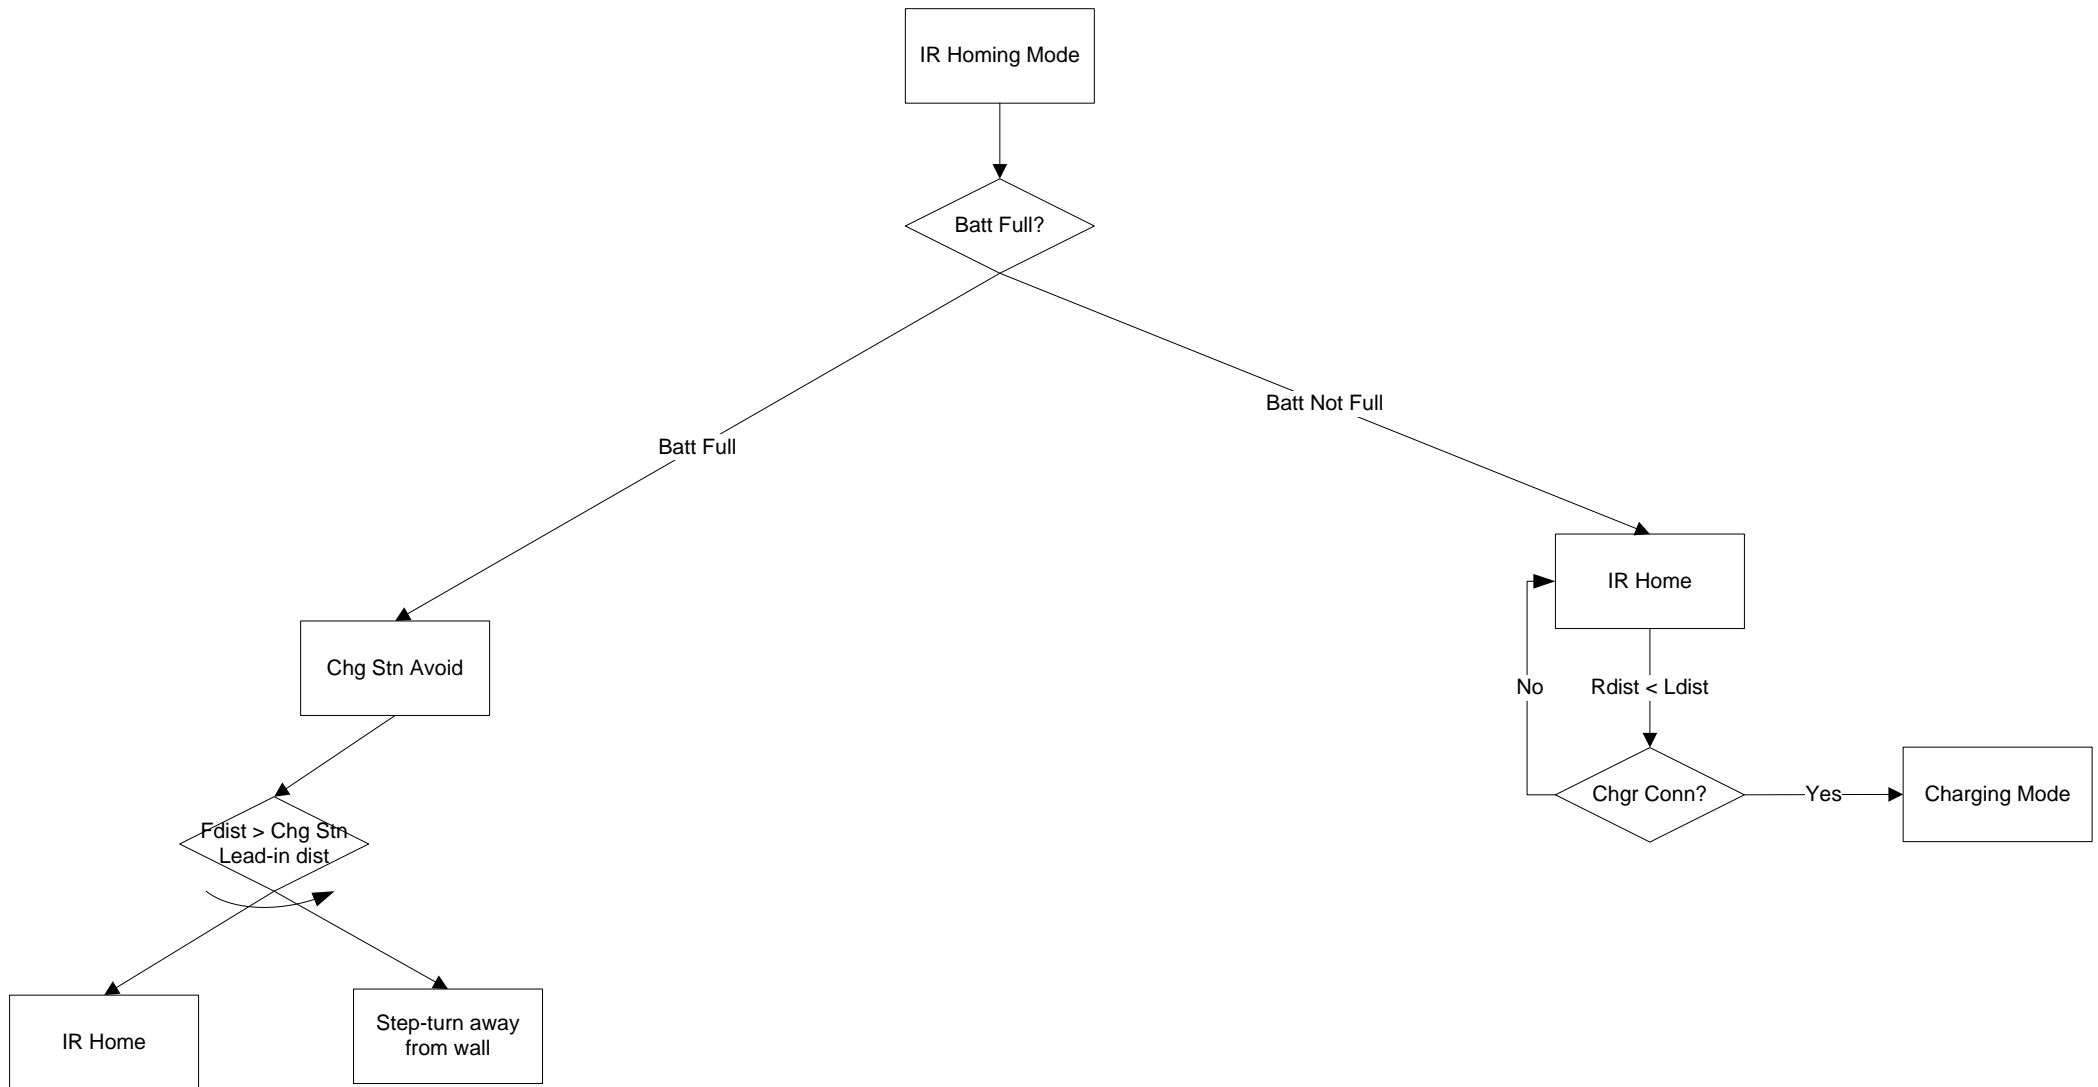 IR Homing Mode
Batt Full?
Batt Not Full
Batt Full
IR Home
Chg Stn Avoid
No
Rdist < Ldist
Chgr Conn?
Yes
Charging Mode
Fdist > Chg Stn
Lead-in dist
IR Home
Step-turn away
from wall